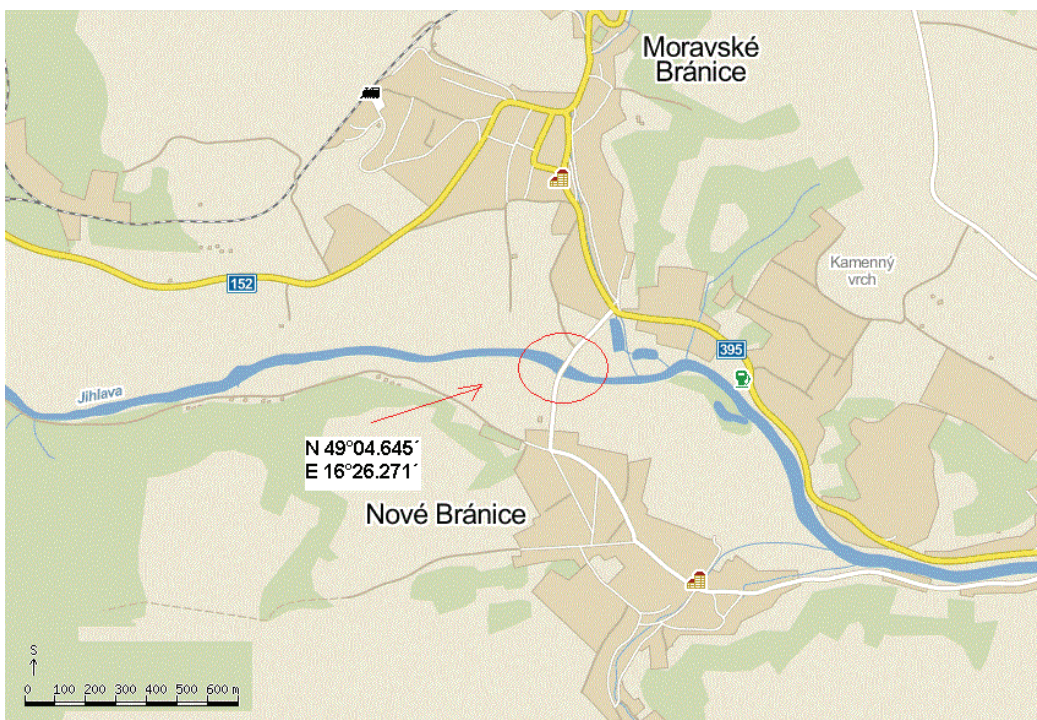 Moravské
Bránice
Kamenný
vrch
152
395
Jihlava
N 49°04.645´
E 16°26.271´
Nové Bránice
S
0 100 200 300 400 500 600 m